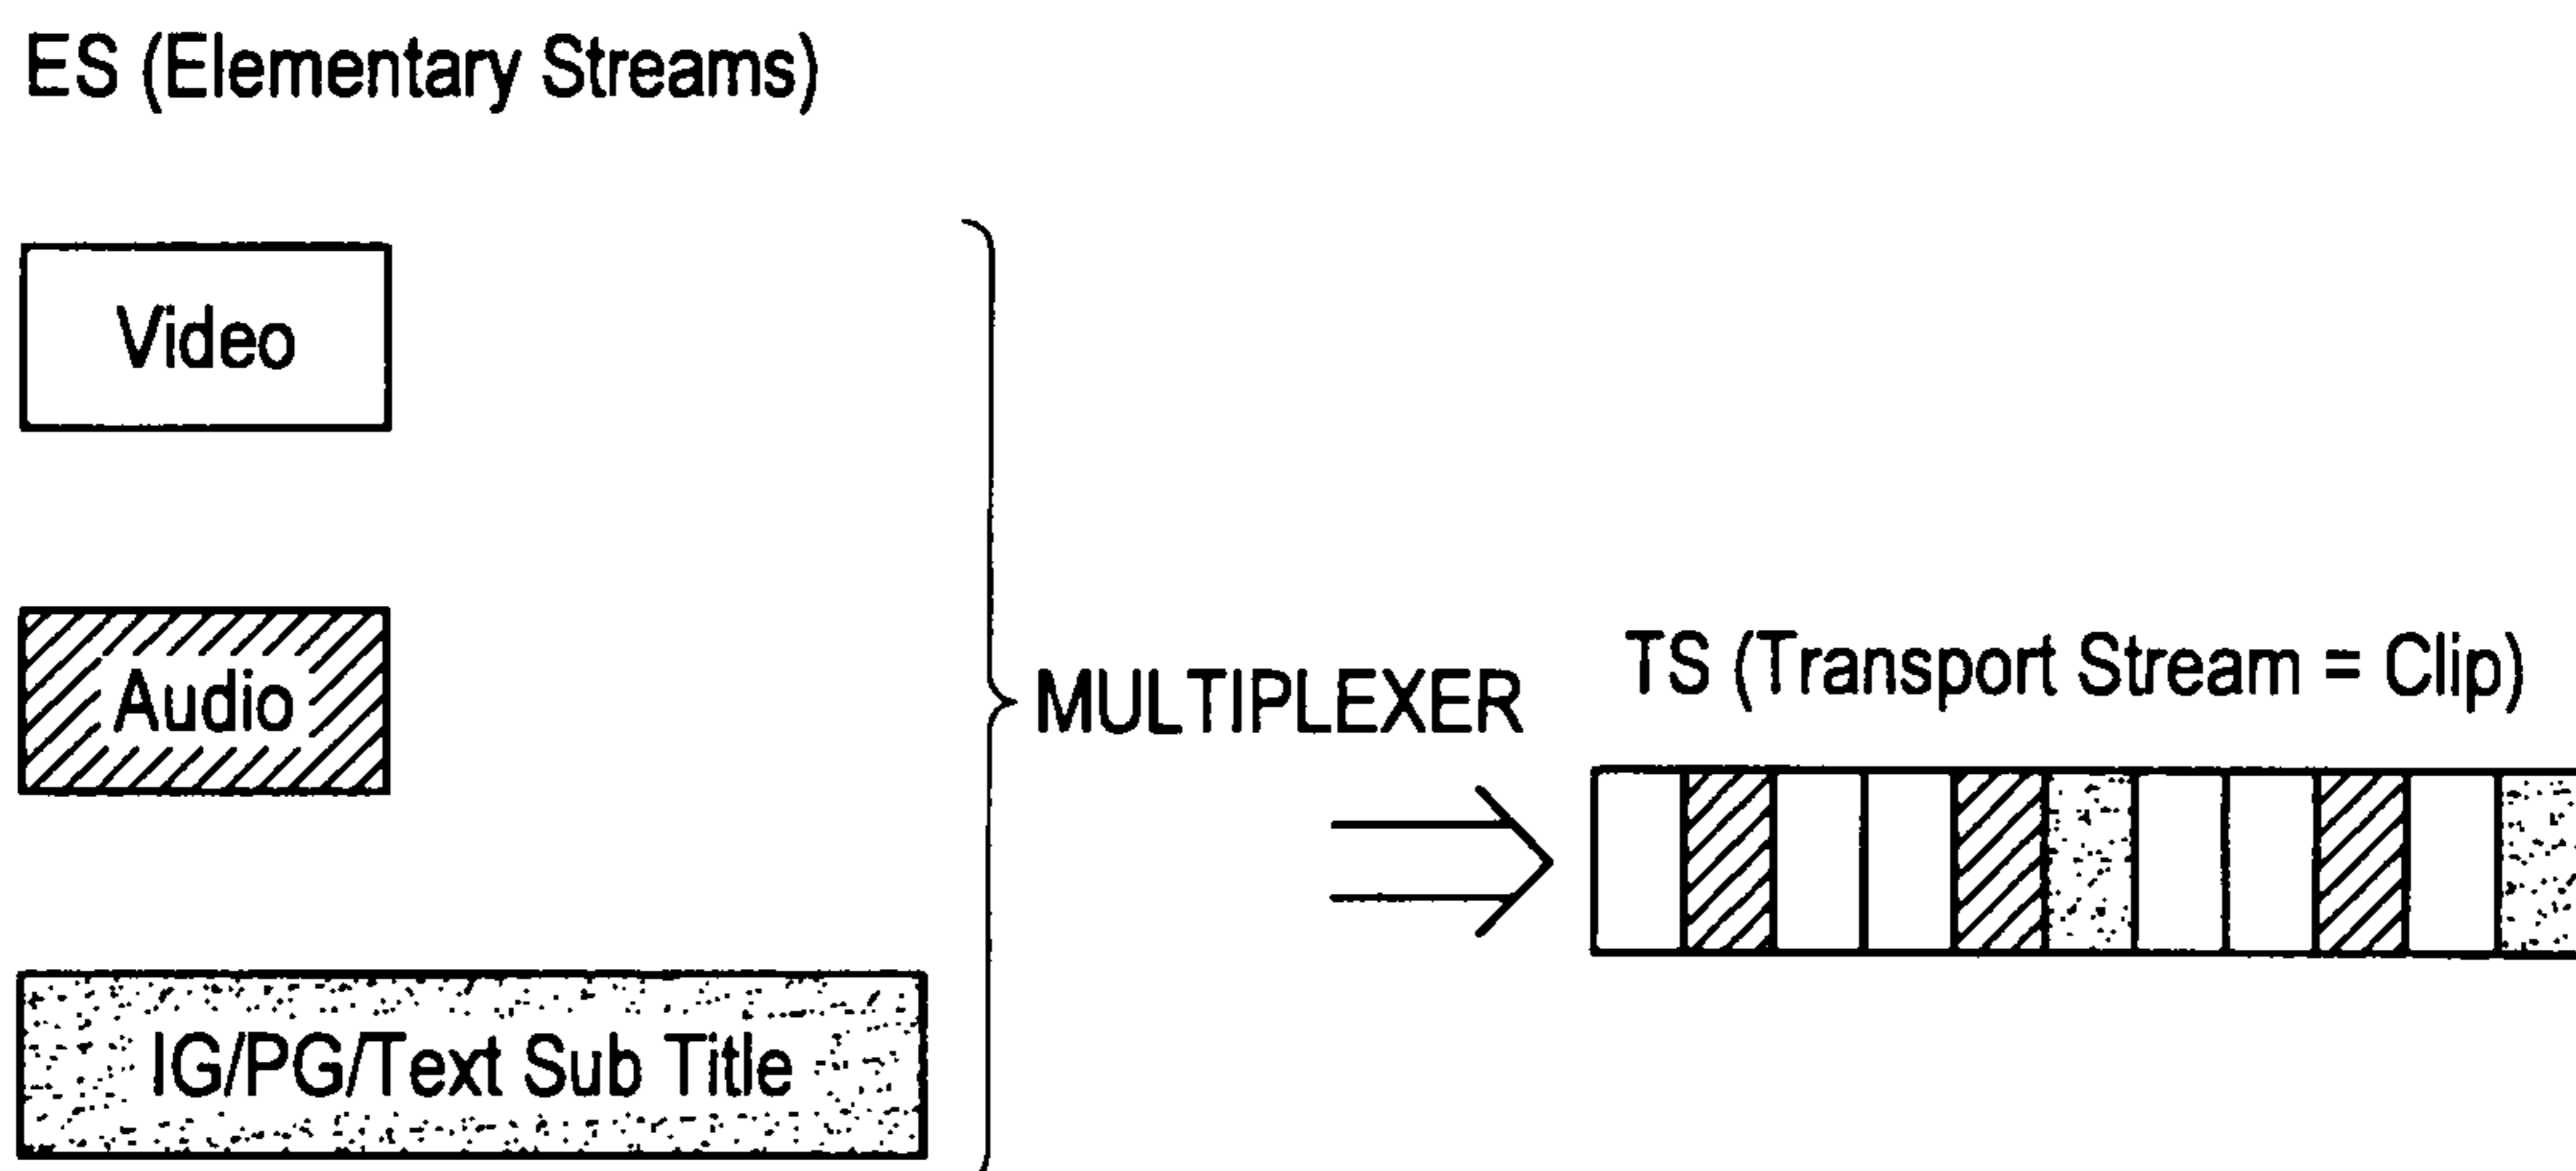 ES (Elementary Streams)
Video
Audio
IG/PG/Text Sub Title
MULTIPLEXER
TS (Transport Stream = Clip)